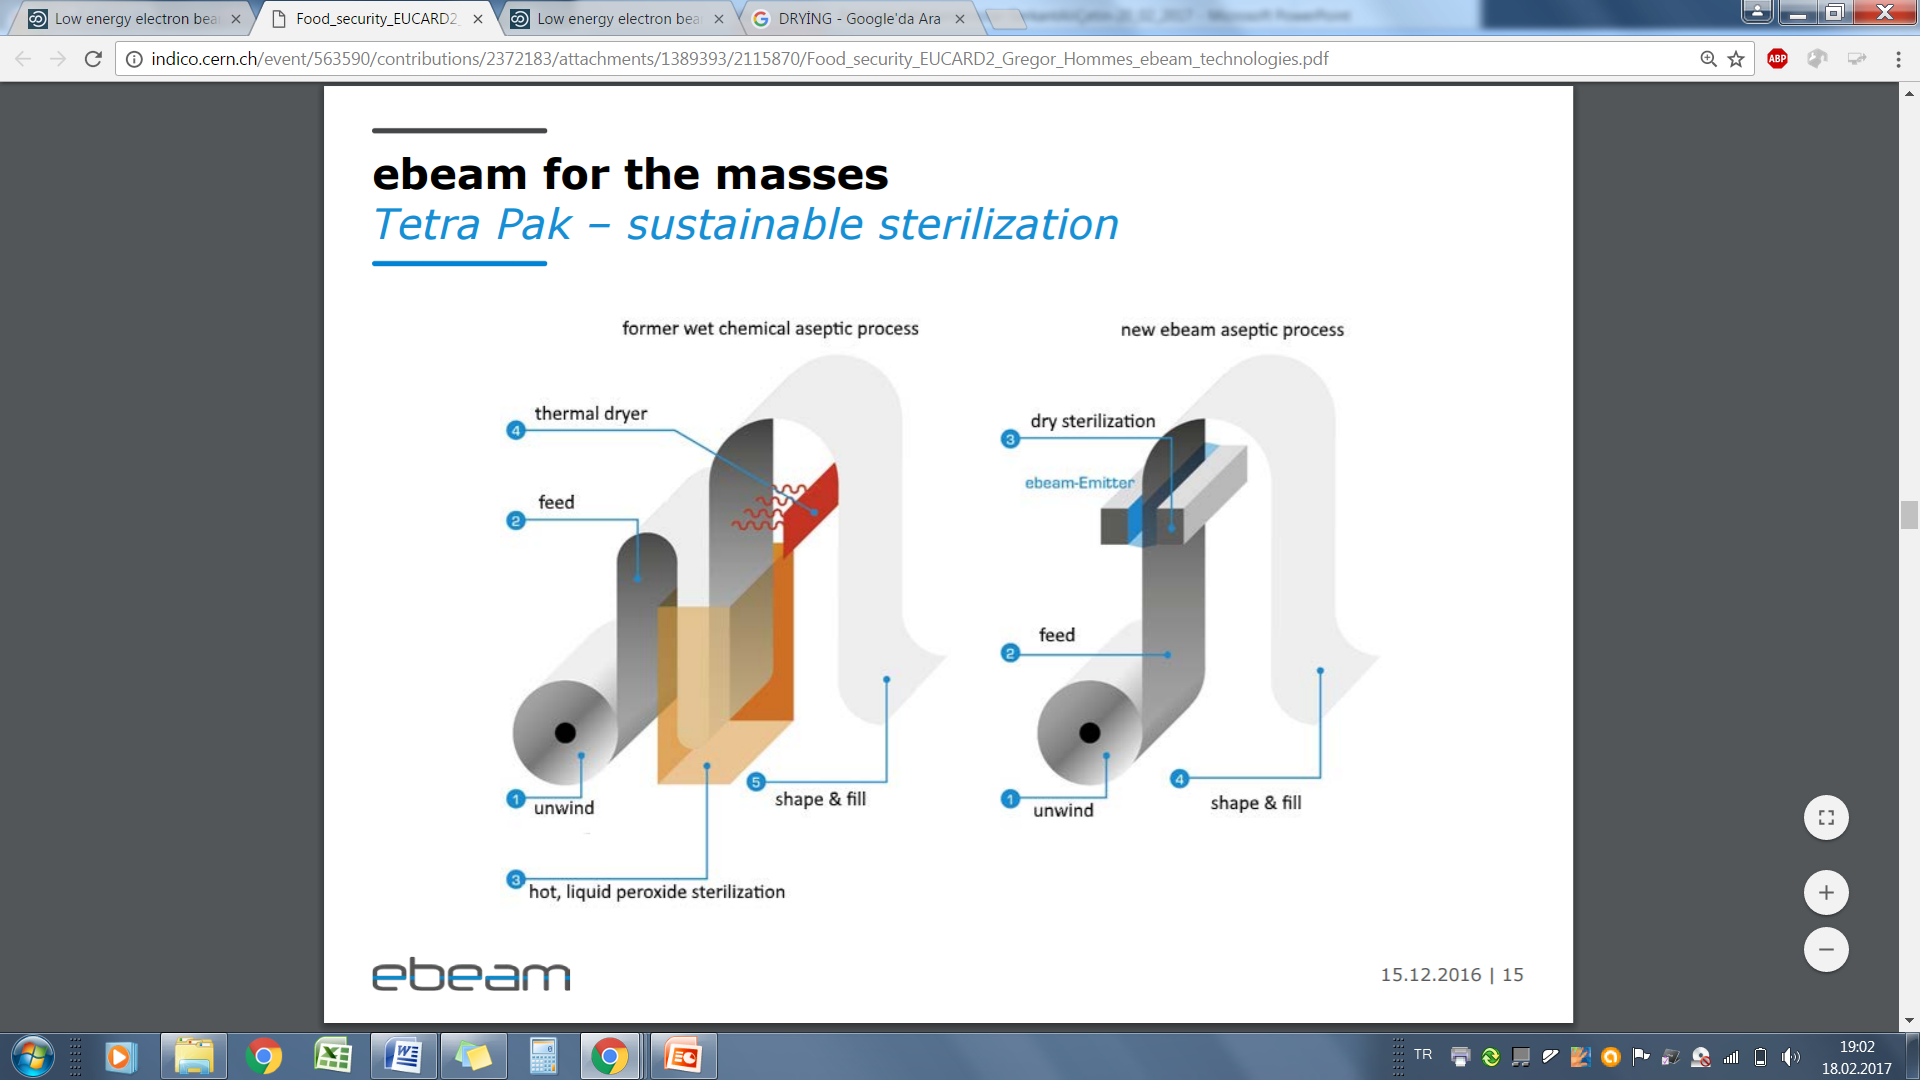 Low energy electron bea
Food_security_EUCARD2_
Low energy electron bea
DRYİNG - Google'da Ara
indico.cern.ch/event/563590/contributions/2372183/attachments/1389393/2115870/Food_security_EUCARD2_Gregor_Hommes_ebeam_technologies.pdf
ABP
ebeam for the masses
Tetra Pak – sustainable sterilization
former wet chemical aseptic process
4 thermal dryer
2 feed
1 unwind
5 shape & fill
3 hot, liquid peroxide sterilization
new ebeam aseptic process
3 dry sterilization
ebeam-Emitter
2 feed
1 unwind
4 shape & fill
ebeam
15.12.2016 | 15
TR
19:02
18.02.2017